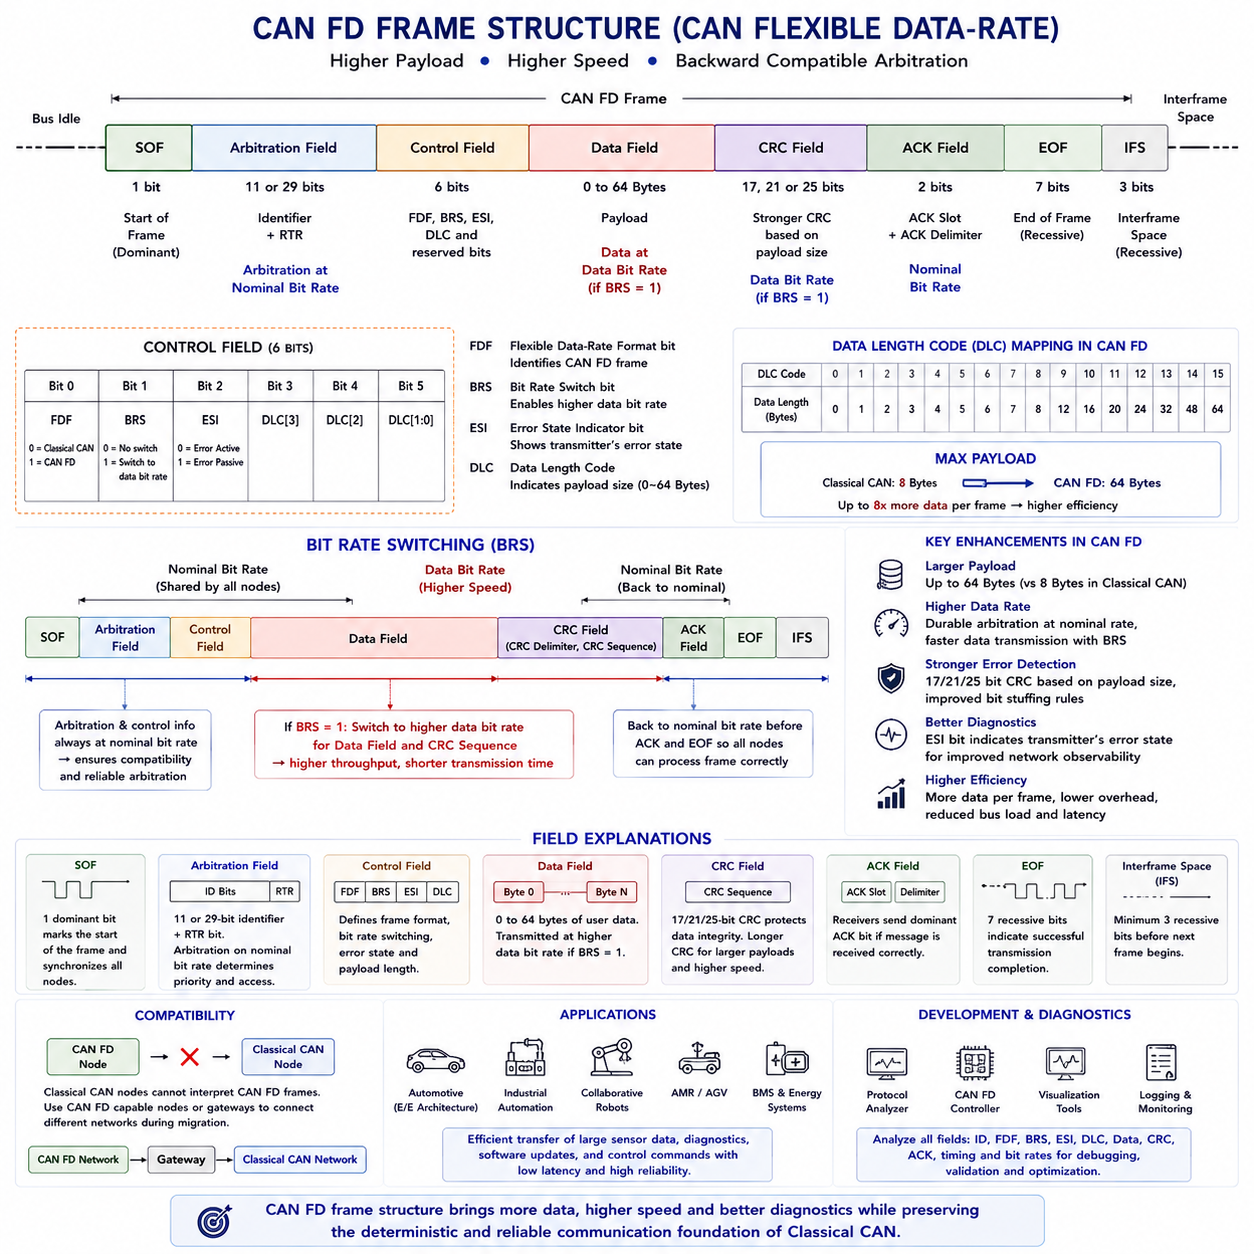 CAN FD FRAME STRUCTURE (CAN FLEXIBLE DATA-RATE)
Higher Payload • Higher Speed • Backward Compatible Arbitration
CAN FD Frame
Bus Idle
Interframe
Space
SOF
Arbitration Field
Control Field
Data Field
CRC Field
ACK Field
EOF
IFS
1 bit
11 or 29 bits
6 bits
0 to 64 Bytes
17, 21 or 25 bits
2 bits
7 bits
3 bits
Start of
Frame
(Dominant)
Identifier
+ RTR
Arbitration at
Nominal Bit Rate
FDF, BRS, ESI,
DLC and
reserved bits
Payload
Data at
Data Bit Rate
(if BRS = 1)
Stronger CRC
based on
payload size
Data Bit Rate
(if BRS = 1)
ACK Slot
+ ACK Delimiter
Nominal
Bit Rate
End of Frame
(Recessive)
Interframe
Space
(Recessive)
CONTROL FIELD (6 BITS)
Bit 0 Bit 1 Bit 2 Bit 3 Bit 4 Bit 5
FDF BRS ESI DLC[3] DLC[2] DLC[1:0]
0 = Classical CAN
1 = CAN FD
0 = No switch
1 = Switch to
data bit rate
0 = Error Active
1 = Error Passive
FDF Flexible Data-Rate Format bit
Identifies CAN FD frame
BRS Bit Rate Switch bit
Enables higher data bit rate
ESI Error State Indicator bit
Shows transmitter's error state
DLC Data Length Code
Indicates payload size (0~64 Bytes)
DATA LENGTH CODE (DLC) MAPPING IN CAN FD
DLC Code 0 1 2 3 4 5 6 7 8 9 10 11 12 13 14 15
Data Length
(Bytes)
0 1 2 3 4 5 6 7 8 12 16 20 24 32 48 64
MAX PAYLOAD
Classical CAN: 8 Bytes
CAN FD: 64 Bytes
Up to 8x more data per frame → higher efficiency
BIT RATE SWITCHING (BRS)
Nominal Bit Rate
(Shared by all nodes)
Data Bit Rate
(Higher Speed)
Nominal Bit Rate
(Back to nominal)
SOF
Arbitration
Field
Control
Field
Data Field
CRC Field
(CRC Delimiter, CRC Sequence)
ACK
Field
EOF
IFS
Arbitration & control info
always at nominal bit rate
→ ensures compatibility
and reliable arbitration
If BRS = 1: Switch to higher data bit rate
for Data Field and CRC Sequence
→ higher throughput, shorter transmission time
Back to nominal bit rate before
ACK and EOF so all nodes
can process frame correctly
KEY ENHANCEMENTS IN CAN FD
Larger Payload
Up to 64 Bytes (vs 8 Bytes in Classical CAN)
Higher Data Rate
Durable arbitration at nominal rate,
faster data transmission with BRS
Stronger Error Detection
17/21/25 bit CRC based on payload size,
improved bit stuffing rules
Better Diagnostics
ESI bit indicates transmitter's error state
for improved network observability
Higher Efficiency
More data per frame, lower overhead,
reduced bus load and latency
FIELD EXPLANATIONS
SOF
1 dominant bit
marks the start
of the frame and
synchronizes all
nodes.
Arbitration Field
ID Bits RTR
11 or 29-bit identifier
+ RTR bit.
Arbitration on nominal
bit rate determines
priority and access.
Control Field
FDF BRS ESI DLC
Defines frame format,
bit rate switching,
error state and
payload length.
Data Field
Byte 0 ... Byte N
0 to 64 bytes of user data.
Transmitted at higher
data bit rate if BRS = 1.
CRC Field
CRC Sequence
17/21/25-bit CRC protects
data integrity. Longer
CRC for larger payloads
and higher speed.
ACK Field
ACK Slot Delimiter
Receivers send dominant
ACK bit if message is
received correctly.
EOF
7 recessive bits
indicate successful
transmission
completion.
Interframe Space
(IFS)
Minimum 3 recessive
bits before next
frame begins.
COMPATIBILITY
CAN FD
Node
Classical CAN
Node
Classical CAN nodes cannot interpret CAN FD frames.
Use CAN FD capable nodes or gateways to connect
different networks during migration.
CAN FD Network
Gateway
Classical CAN Network
APPLICATIONS
Automotive
(E/E Architecture)
Industrial
Automation
Collaborative
Robots
AMR / AGV
BMS & Energy
Systems
Efficient transfer of large sensor data, diagnostics,
software updates, and control commands with
low latency and high reliability.
DEVELOPMENT & DIAGNOSTICS
Protocol
Analyzer
CAN FD
Controller
Visualization
Tools
Logging &
Monitoring
Analyze all fields: ID, FDF, BRS, ESI, DLC, Data, CRC,
ACK, timing and bit rates for debugging,
validation and optimization.
CAN FD frame structure brings more data, higher speed and better diagnostics while preserving
the deterministic and reliable communication foundation of Classical CAN.